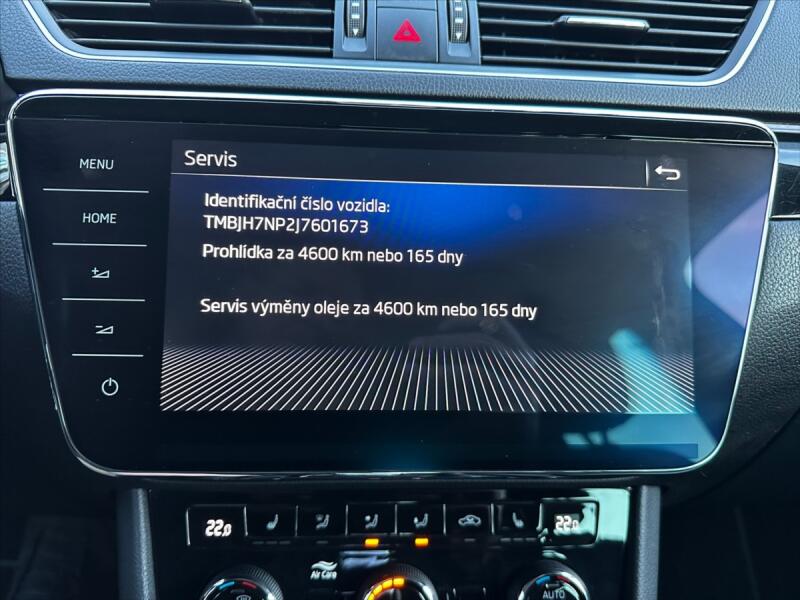 MENU
HOME
Servis
Identifikační číslo vozidla:
TMBJH7NP2J7601673
Prohlídka za 4600 km nebo 165 dny
Servis výměny oleje za 4600 km nebo 165 dny
22.0
22.0
Air Care
AUTO